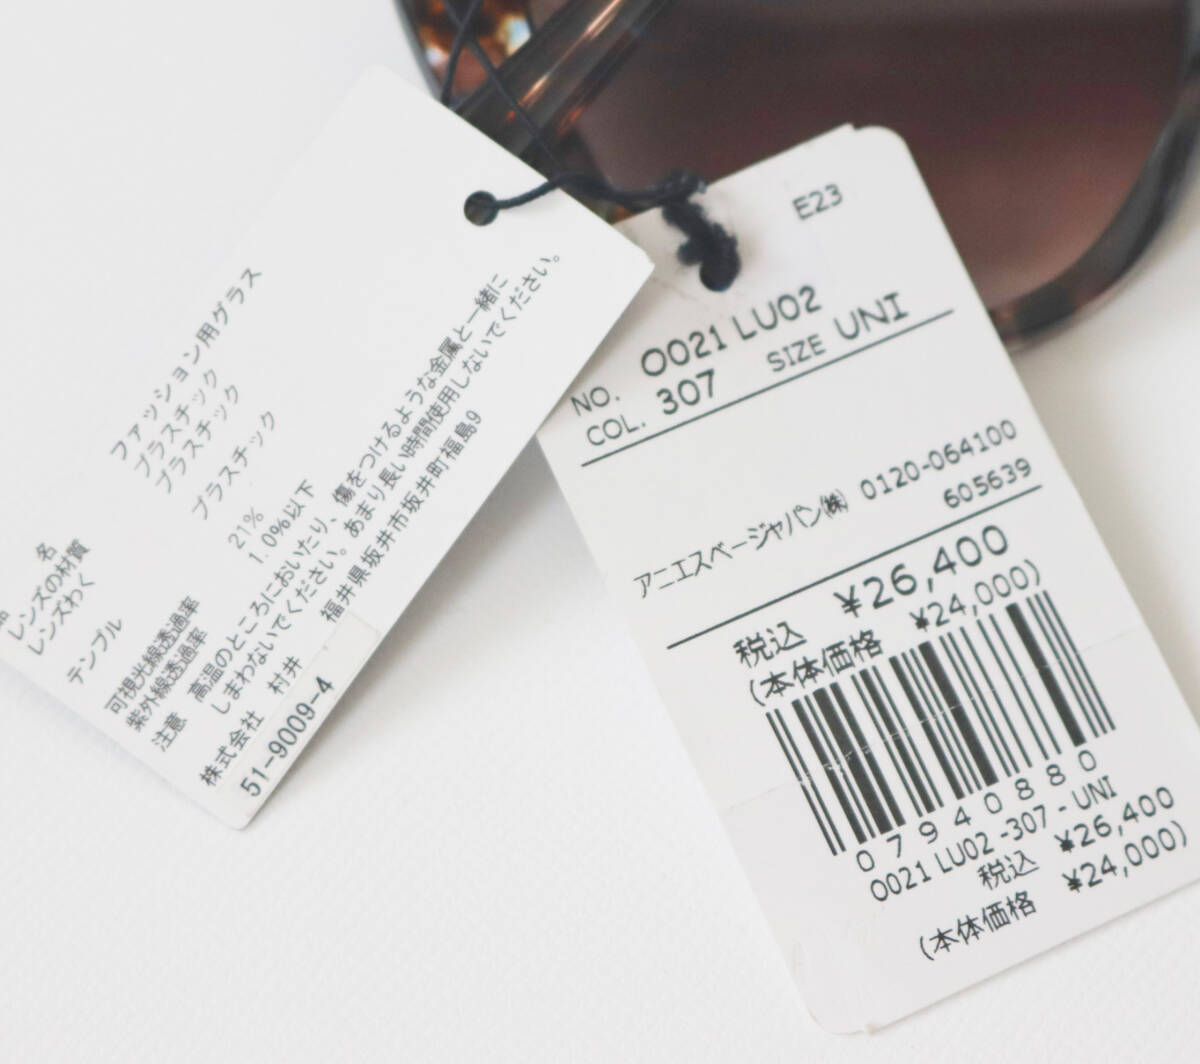 名 ファッション用グラス
レンズの材質 プラスチック
レンズわく プラスチック
テンプル プラスチック
可視光線透過率 21%
紫外線透過率 1.0%以下
注意 高温のところにおいたり、傷をつけるような金属と一緒に
しまわないでください。あまり長い時間使用しないでください。
株式会社 村井 福井県坂井市坂井町福島9
51-9009-4
E23
NO. 0021 LU02
COL. 307 SIZE UNI
アニエスベージャパン㈱ 0120-064100
605639
税込 ¥26,400
(本体価格 ¥24,000)
07940880
0021 LU02 -307 - UNI
税込 ¥26,400
(本体価格 ¥24,000)